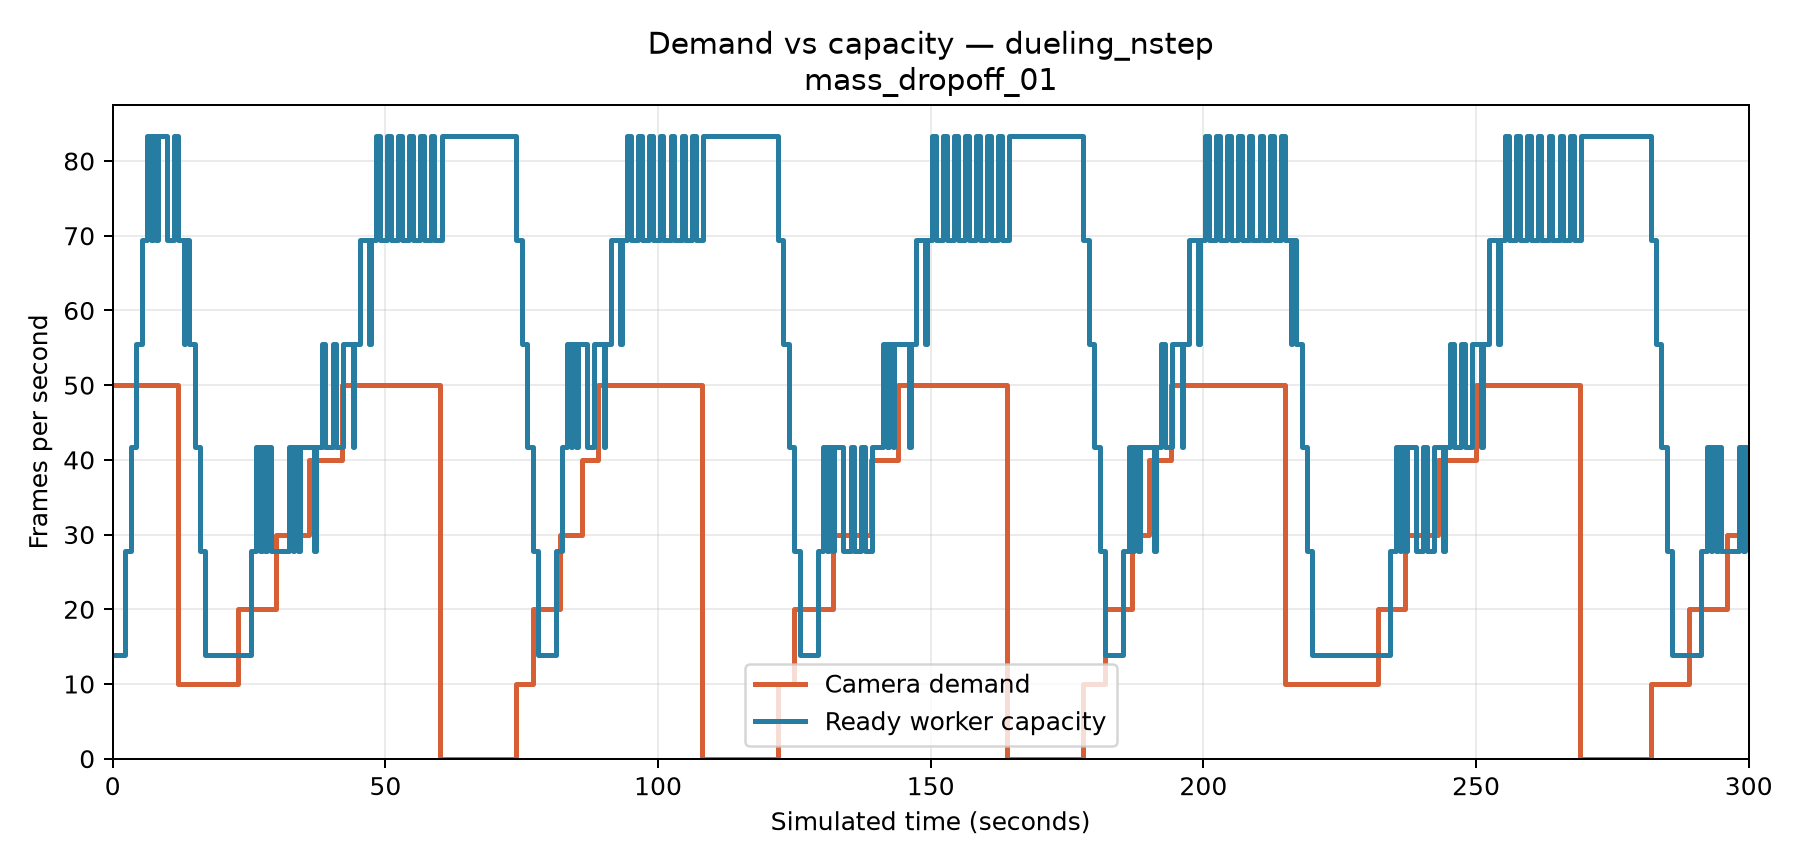 Demand vs capacity — dueling_nstep
mass_dropoff_01
Frames per second
80
70
60
50
40
30
20
10
0
Camera demand
Ready worker capacity
0 50 100 150 200 250 300
Simulated time (seconds)